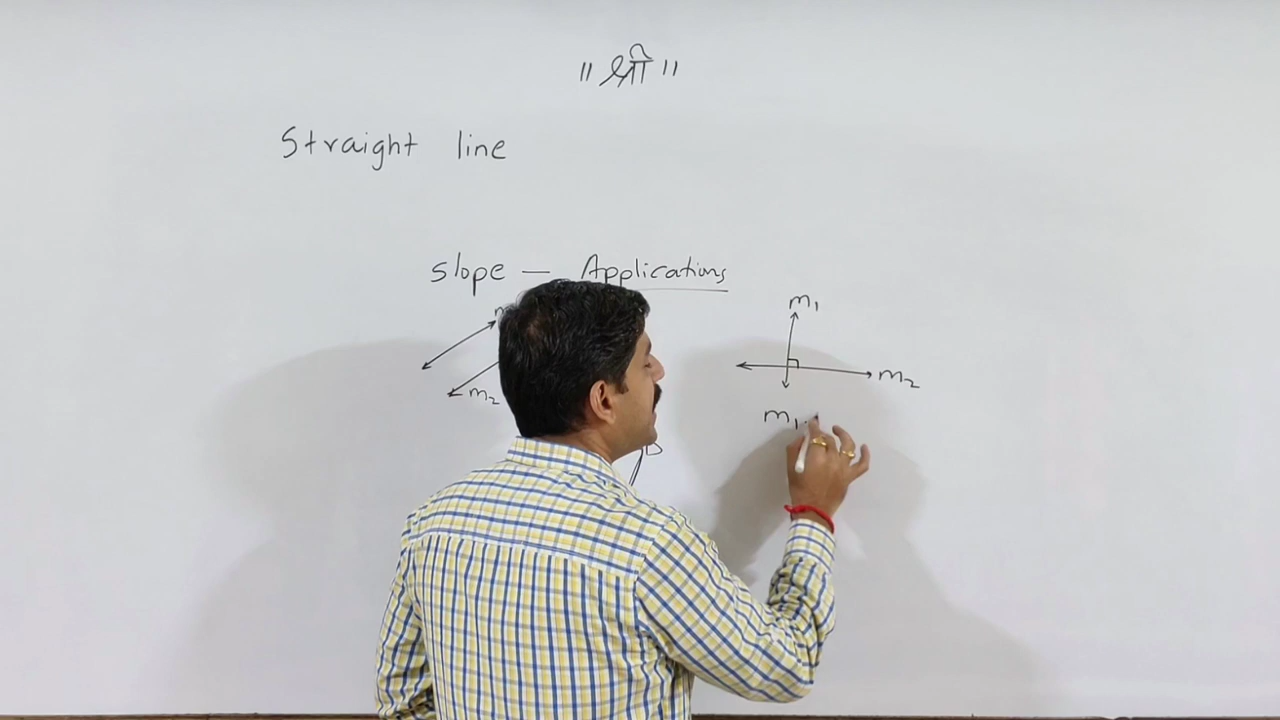 ॥ श्री ॥
Straight line
Slope — Applications
m₁
m₂
m₂
m₁.